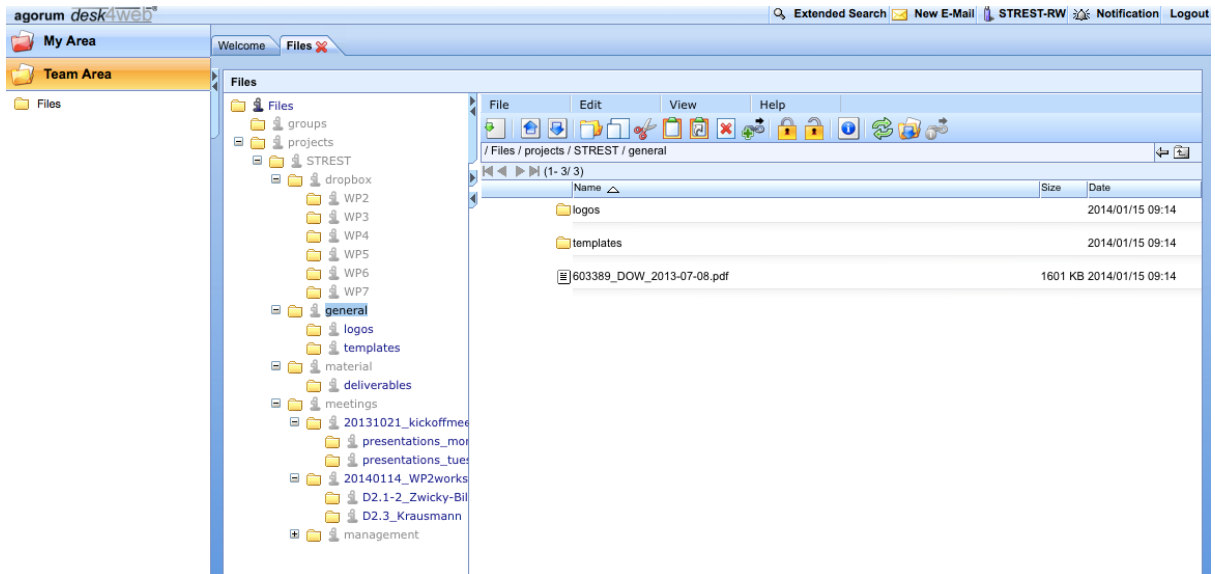 agorum desk4web®
Extended Search New E-Mail STREST-RW Notification Logout
My Area
Team Area
Files
Welcome Files
Files
Files
groups
projects
STREST
dropbox
WP2
WP3
WP4
WP5
WP6
WP7
general
logos
templates
material
deliverables
meetings
20131021_kickoffmee
presentations_mor
presentations_tues
20140114_WP2works
D2.1-2_Zwicky-Bil
D2.3_Krausmann
management
File Edit View Help
/ Files / projects / STREST / general
(1- 3/ 3)
Name Size Date
logos 2014/01/15 09:14
templates 2014/01/15 09:14
603389_DOW_2013-07-08.pdf 1601 KB 2014/01/15 09:14